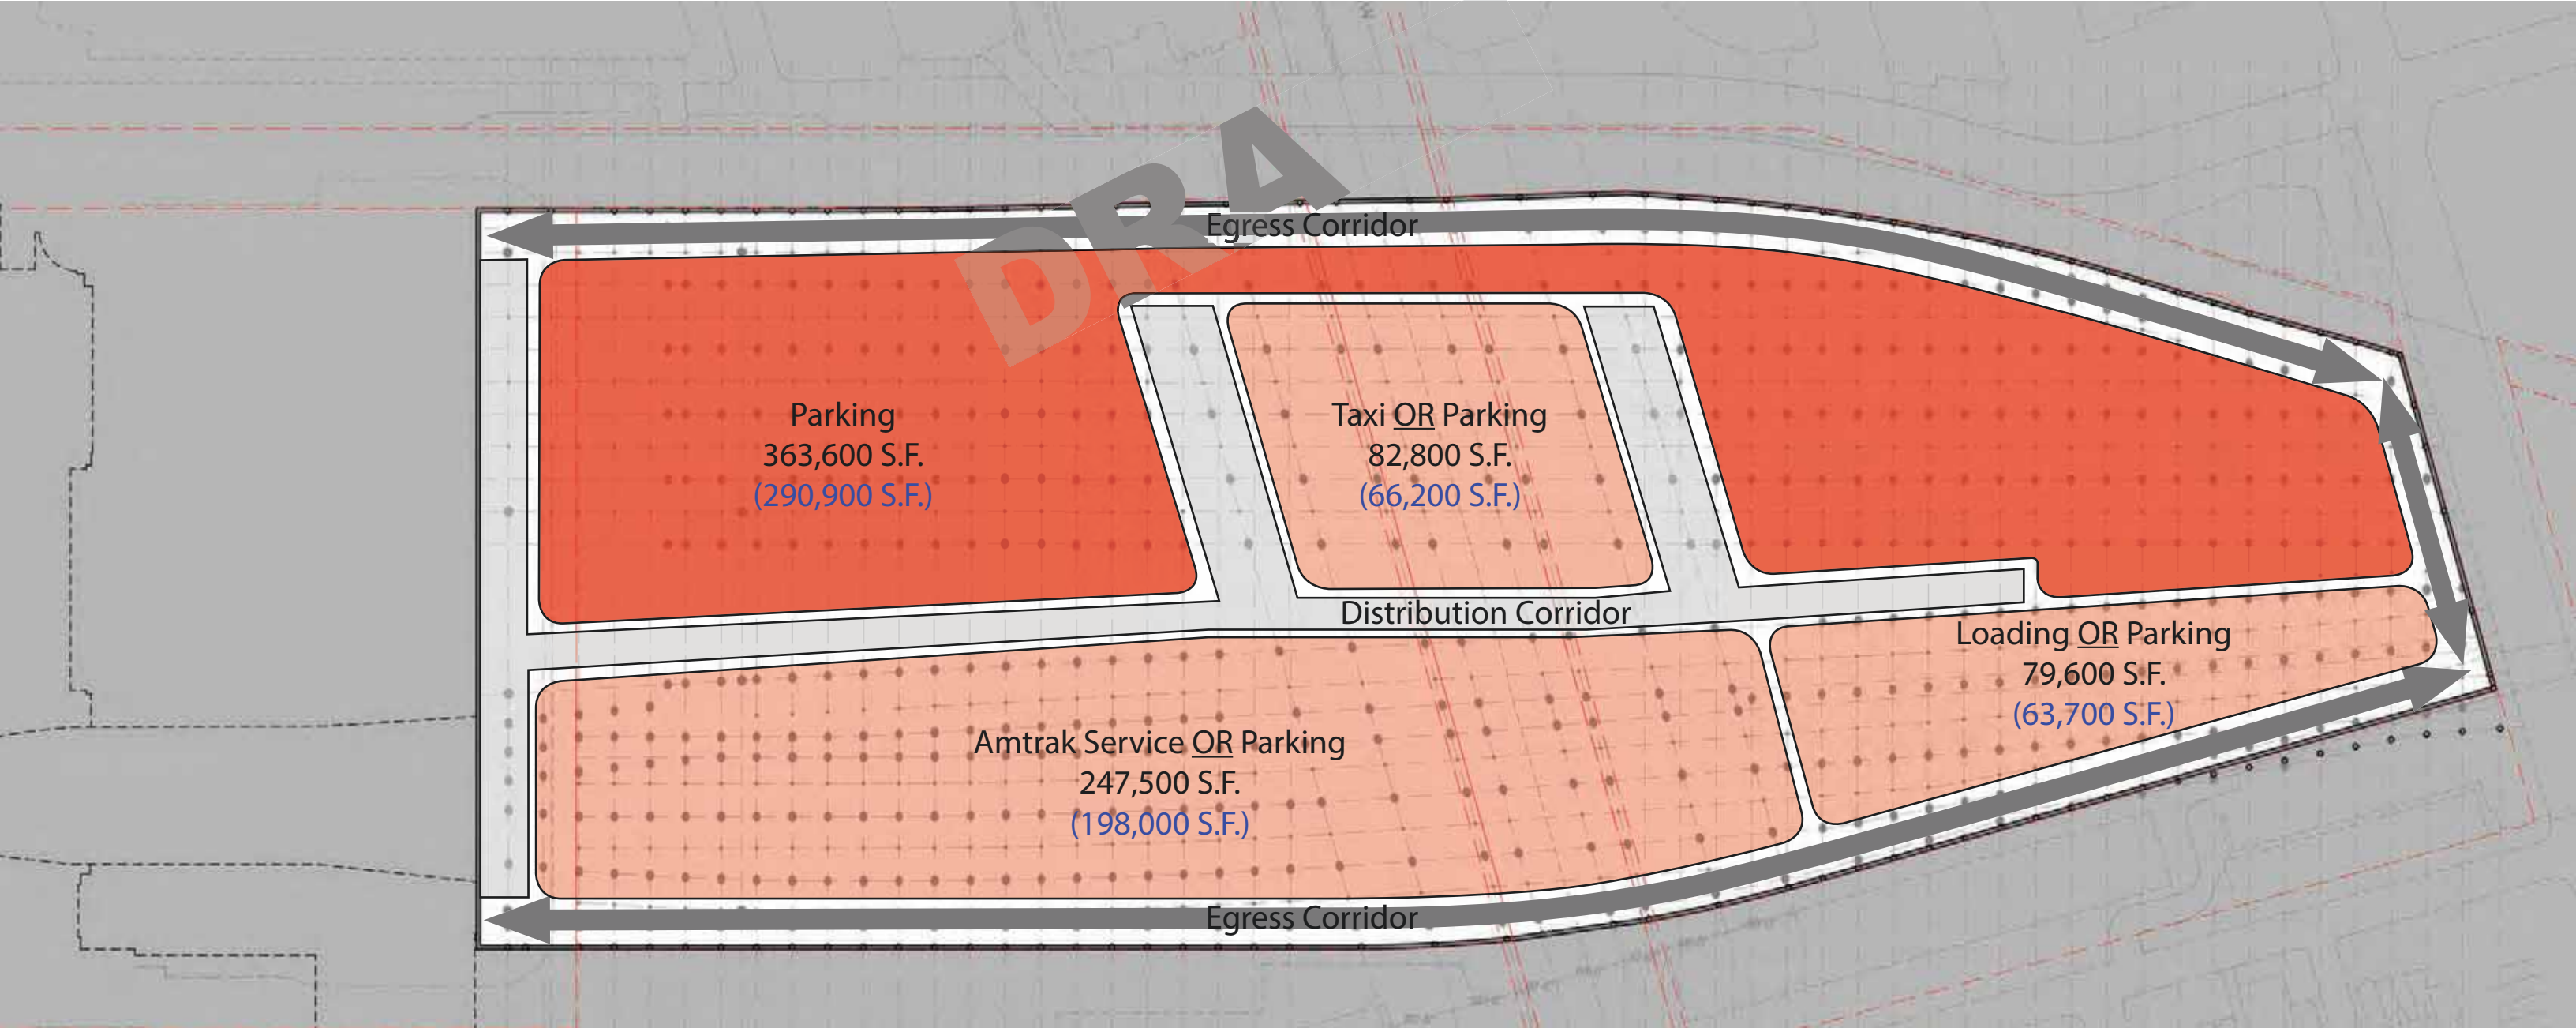 DRA
Egress Corridor
Parking
363,600 S.F.
(290,900 S.F.)
Taxi OR Parking
82,800 S.F.
(66,200 S.F.)
Distribution Corridor
Loading OR Parking
79,600 S.F.
(63,700 S.F.)
Amtrak Service OR Parking
247,500 S.F.
(198,000 S.F.)
Egress Corridor